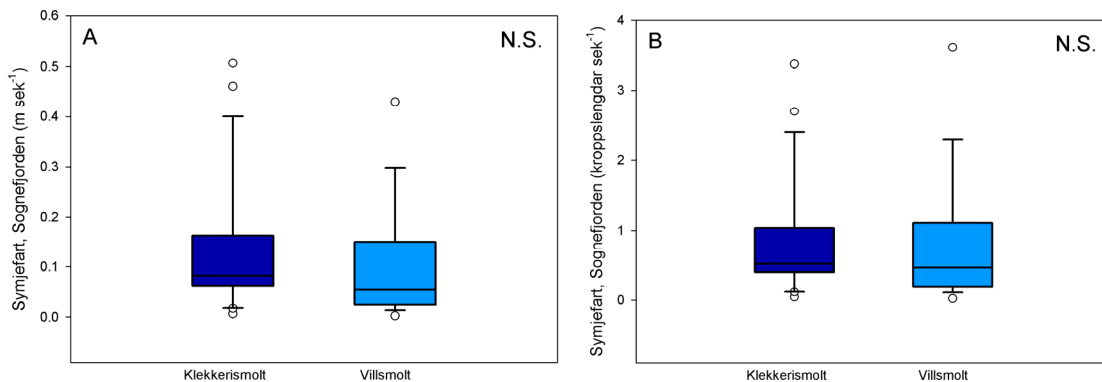 A
N.S.
Symjefart, Sognefjorden (m sek-1)
0.6
0.5
0.4
0.3
0.2
0.1
0.0
Klekkerismolt Villsmolt
B
N.S.
Symjefart, Sognefjorden (kroppslengdar sek-1)
4
3
2
1
0
Klekkerismolt Villsmolt